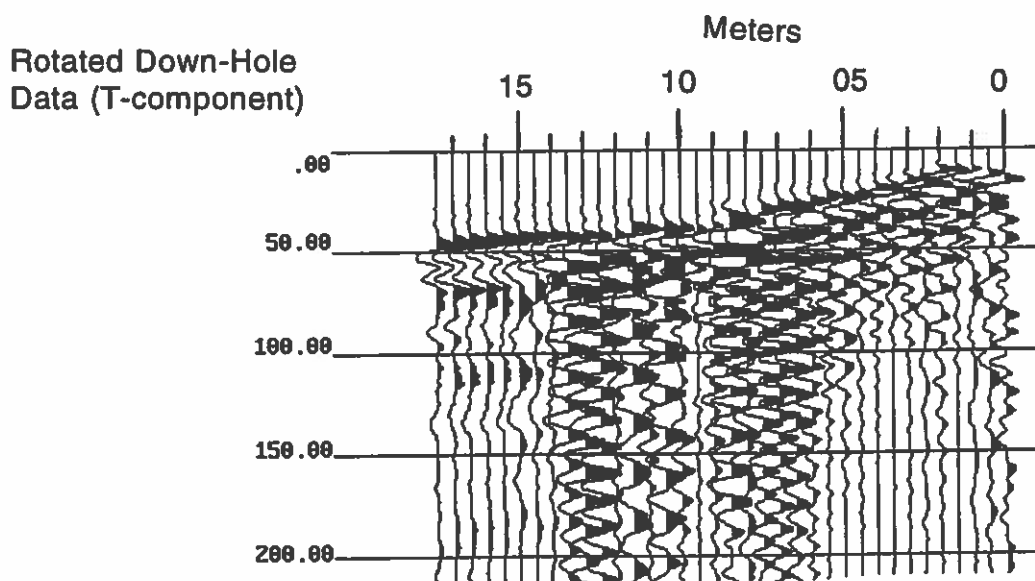 Meters
Rotated Down-Hole
Data (T-component)
15 10 05 0
.00
50.00
100.00
150.00
200.00